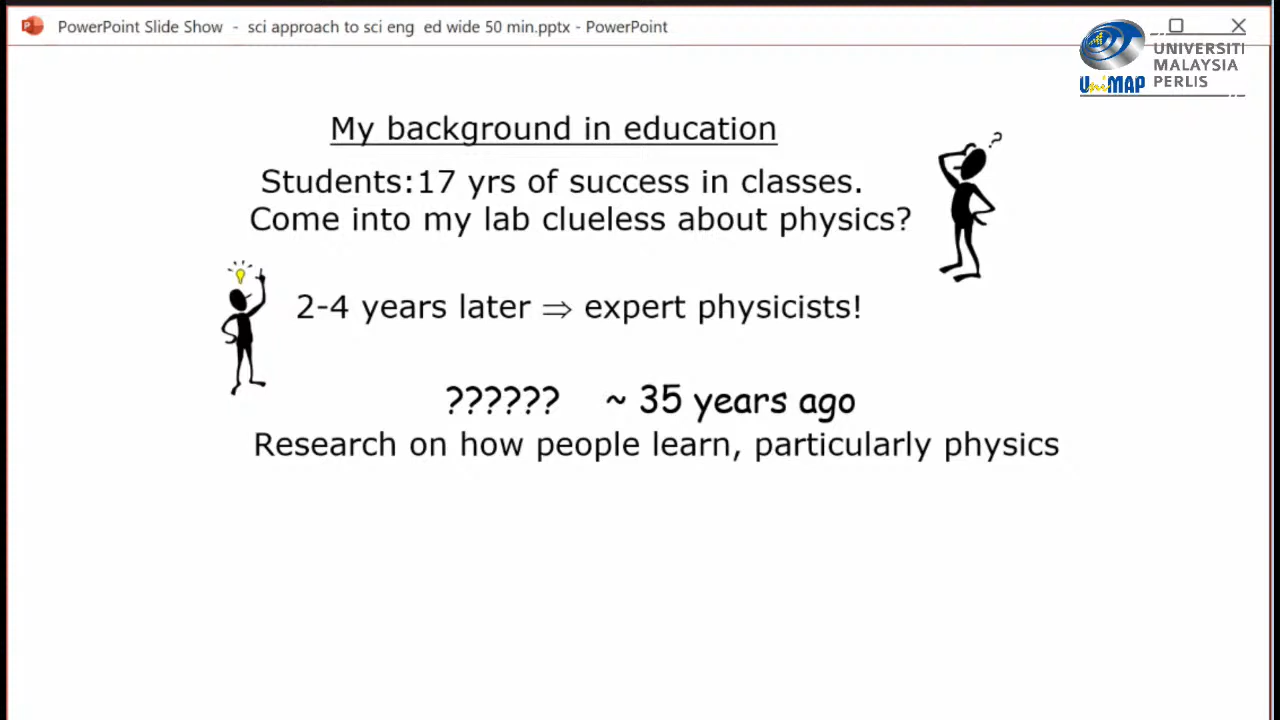 PowerPoint Slide Show - sci approach to sci eng ed wide 50 min.pptx - PowerPoint
UNIVERSITI
MALAYSIA
PERLIS
UniMAP
My background in education
?
Students:17 yrs of success in classes.
Come into my lab clueless about physics?
2-4 years later ⇒ expert physicists!
?????? ~ 35 years ago
Research on how people learn, particularly physics